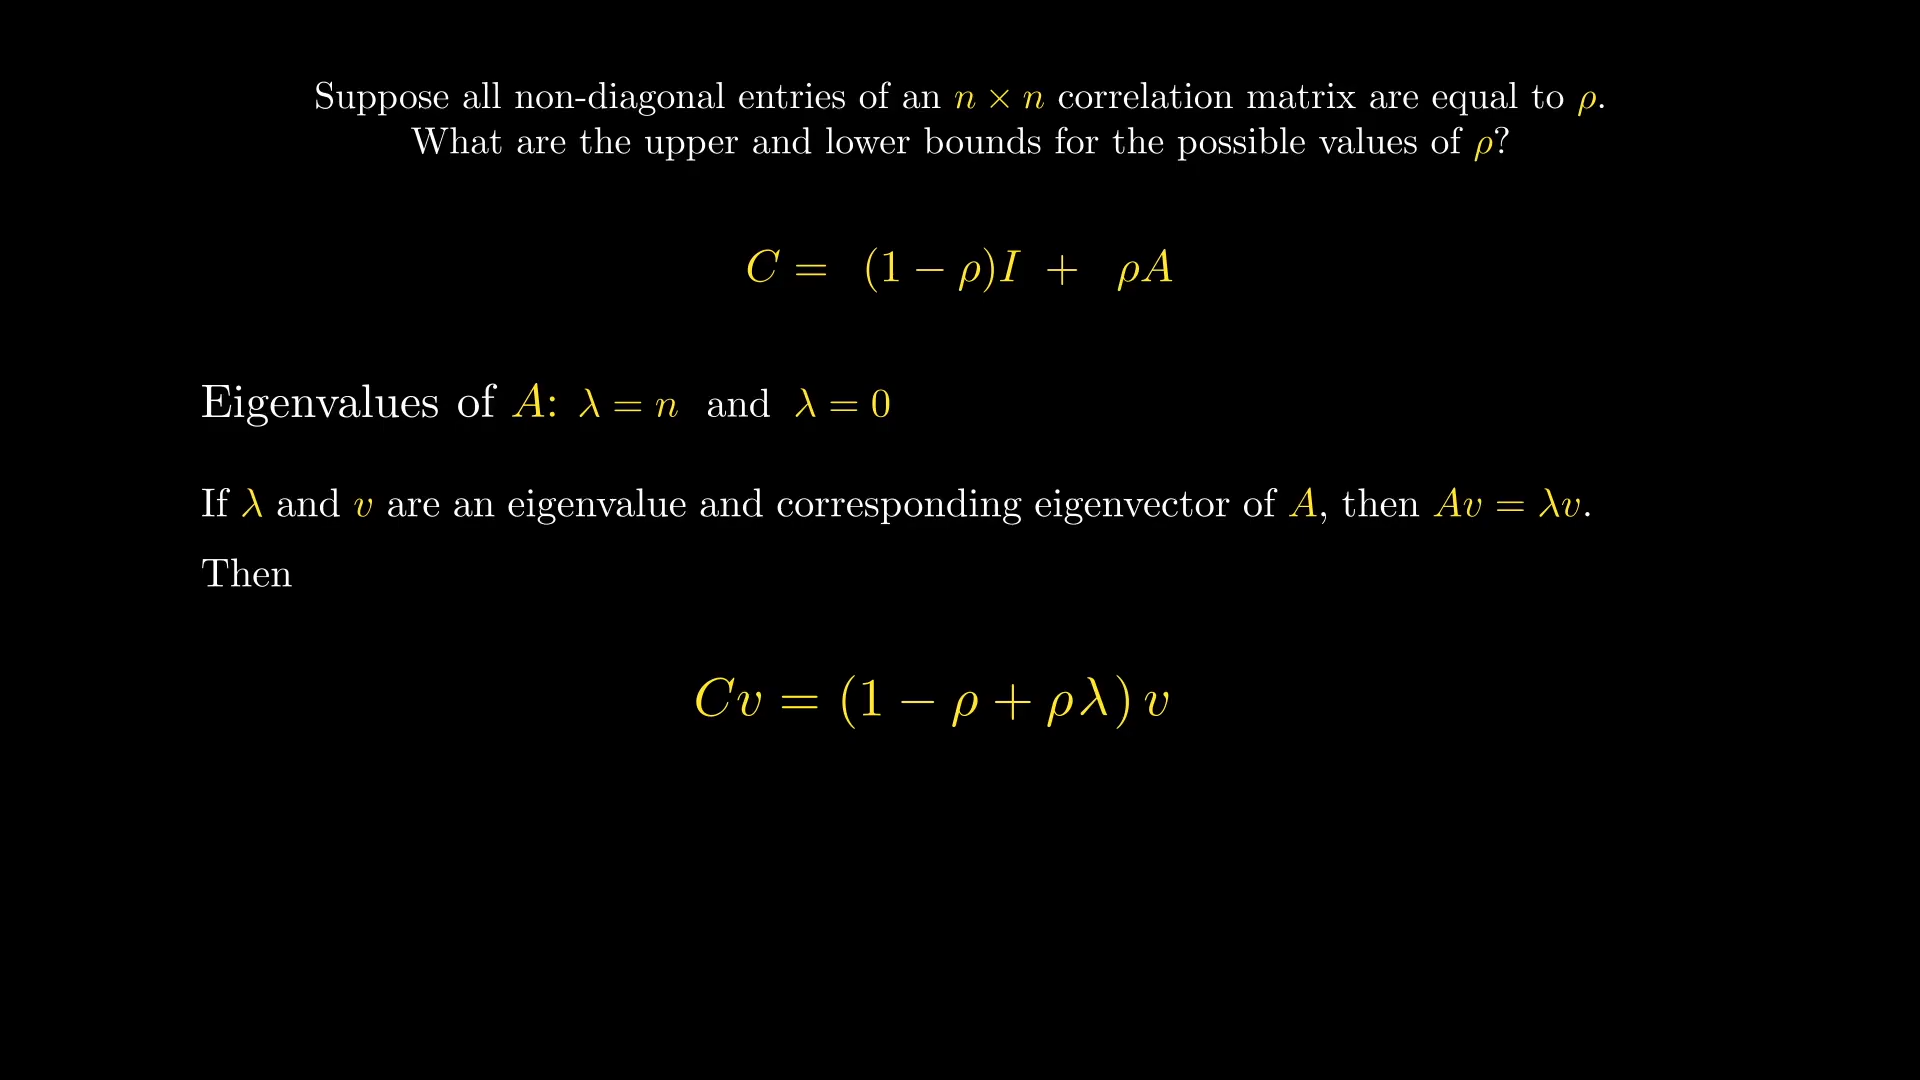 Suppose all non-diagonal entries of an n × n correlation matrix are equal to ρ.
What are the upper and lower bounds for the possible values of ρ?
C = (1 − ρ)I + ρA
Eigenvalues of A: λ = n and λ = 0
If λ and v are an eigenvalue and corresponding eigenvector of A, then Av = λv.
Then
Cv = (1 − ρ + ρλ) v